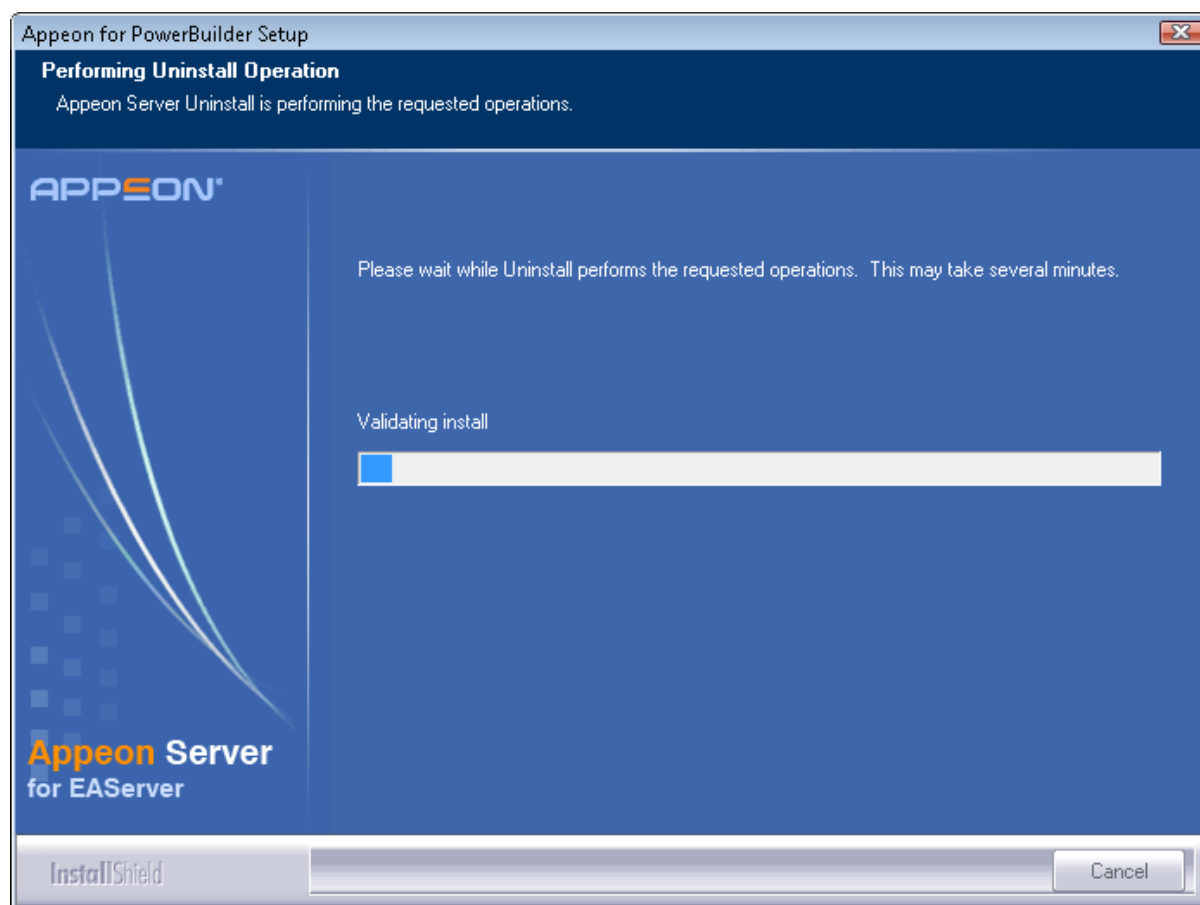 Appeon for PowerBuilder Setup
Performing Uninstall Operation
Appeon Server Uninstall is performing the requested operations.
APPEON
Please wait while Uninstall performs the requested operations. This may take several minutes.
Validating install
Appeon Server
for EAServer
InstallShield
Cancel